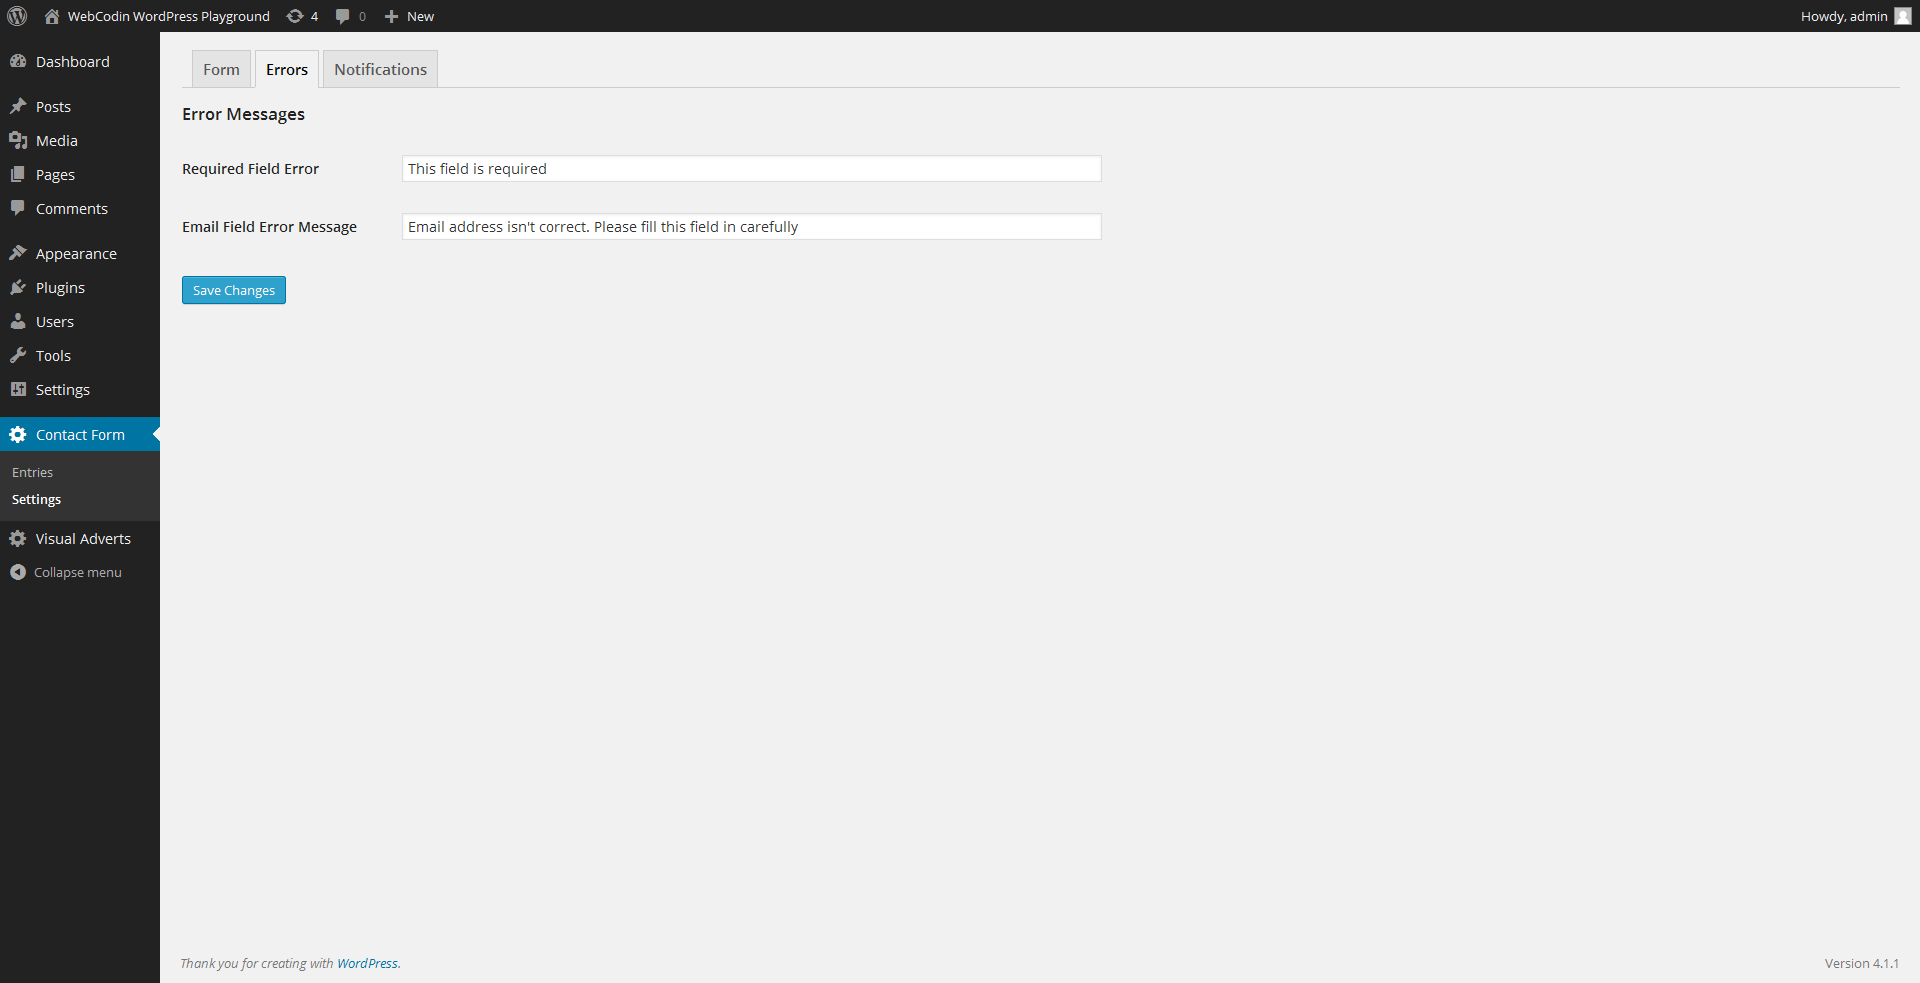 WebCodin WordPress Playground 4 0 New Howdy, admin
Dashboard
Posts
Media
Pages
Comments
Appearance
Plugins
Users
Tools
Settings
Contact Form
Entries
Settings
Visual Adverts
Collapse menu
Form Errors Notifications
Error Messages
Required Field Error This field is required
Email Field Error Message Email address isn't correct. Please fill this field in carefully
Save Changes
Thank you for creating with WordPress. Version 4.1.1